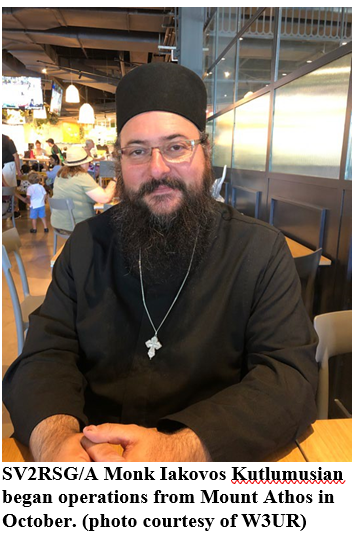 SV2RSG/A Monk Iakovos Kutlumusian
began operations from Mount Athos in
October. (photo courtesy of W3UR)